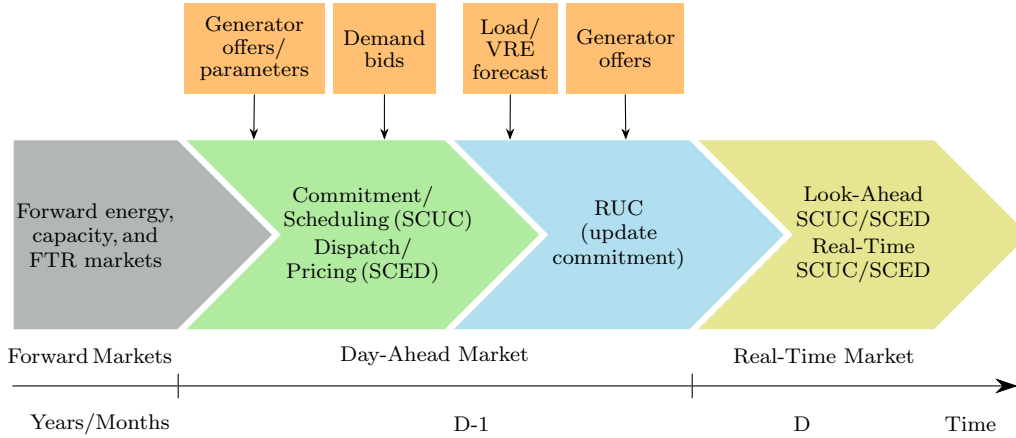 Generator
offers/
parameters
Demand
bids
Load/
VRE
forecast
Generator
offers
Forward energy,
capacity, and
FTR markets
Commitment/
Scheduling (SCUC)
Dispatch/
Pricing (SCED)
RUC
(update
commitment)
Look-Ahead
SCUC/SCED
Real-Time
SCUC/SCED
Forward Markets
Day-Ahead Market
Real-Time Market
Years/Months
D-1
D
Time